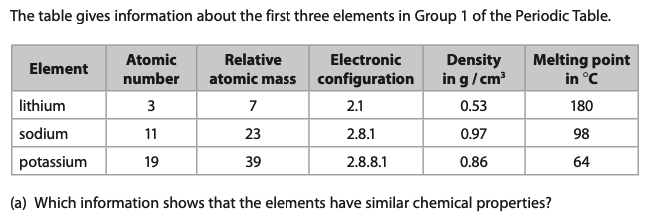 The table gives information about the first three elements in Group 1 of the Periodic Table.
Element Atomic number Relative atomic mass Electronic configuration Density in g / cm³ Melting point in °C
lithium 3 7 2.1 0.53 180
sodium 11 23 2.8.1 0.97 98
potassium 19 39 2.8.8.1 0.86 64
(a) Which information shows that the elements have similar chemical properties?